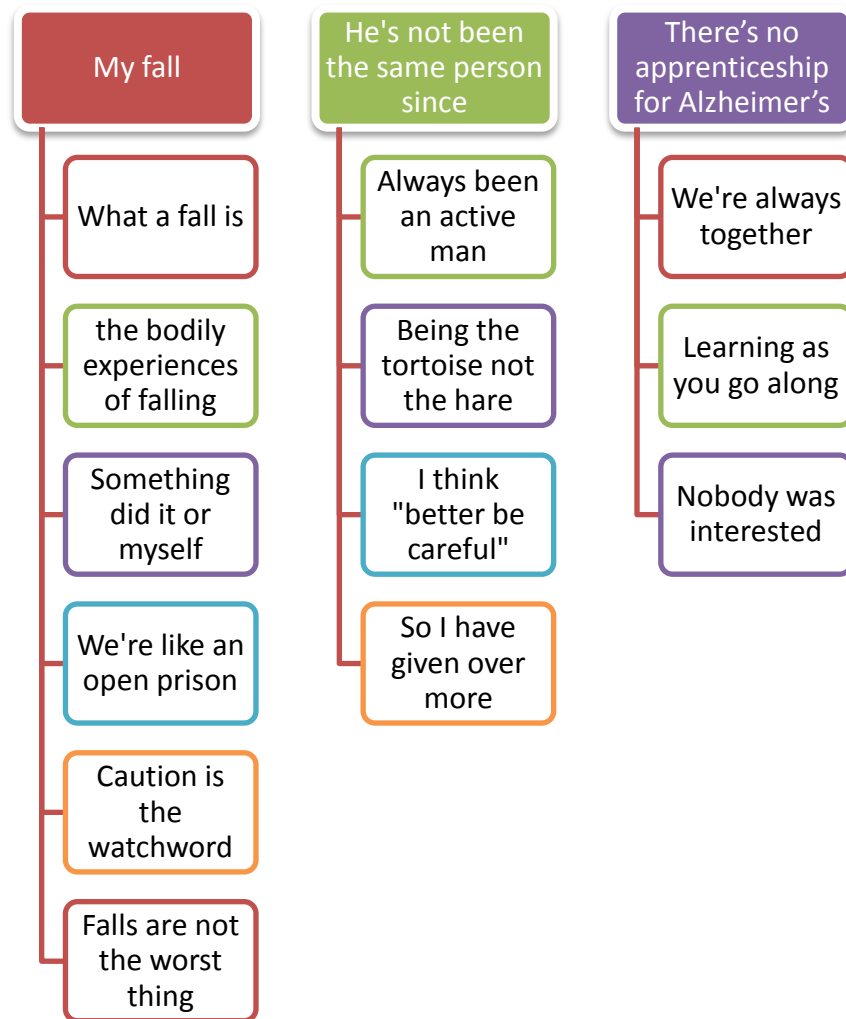 My fall
What a fall is
the bodily
experiences
of falling
Something
did it or
myself
We're like an
open prison
Caution is
the
watchword
Falls are not
the worst
thing
He's not been
the same person
since
Always been
an active
man
Being the
tortoise not
the hare
I think
"better be
careful"
So I have
given over
more
There’s no
apprenticeship
for Alzheimer’s
We're always
together
Learning as
you go along
Nobody was
interested